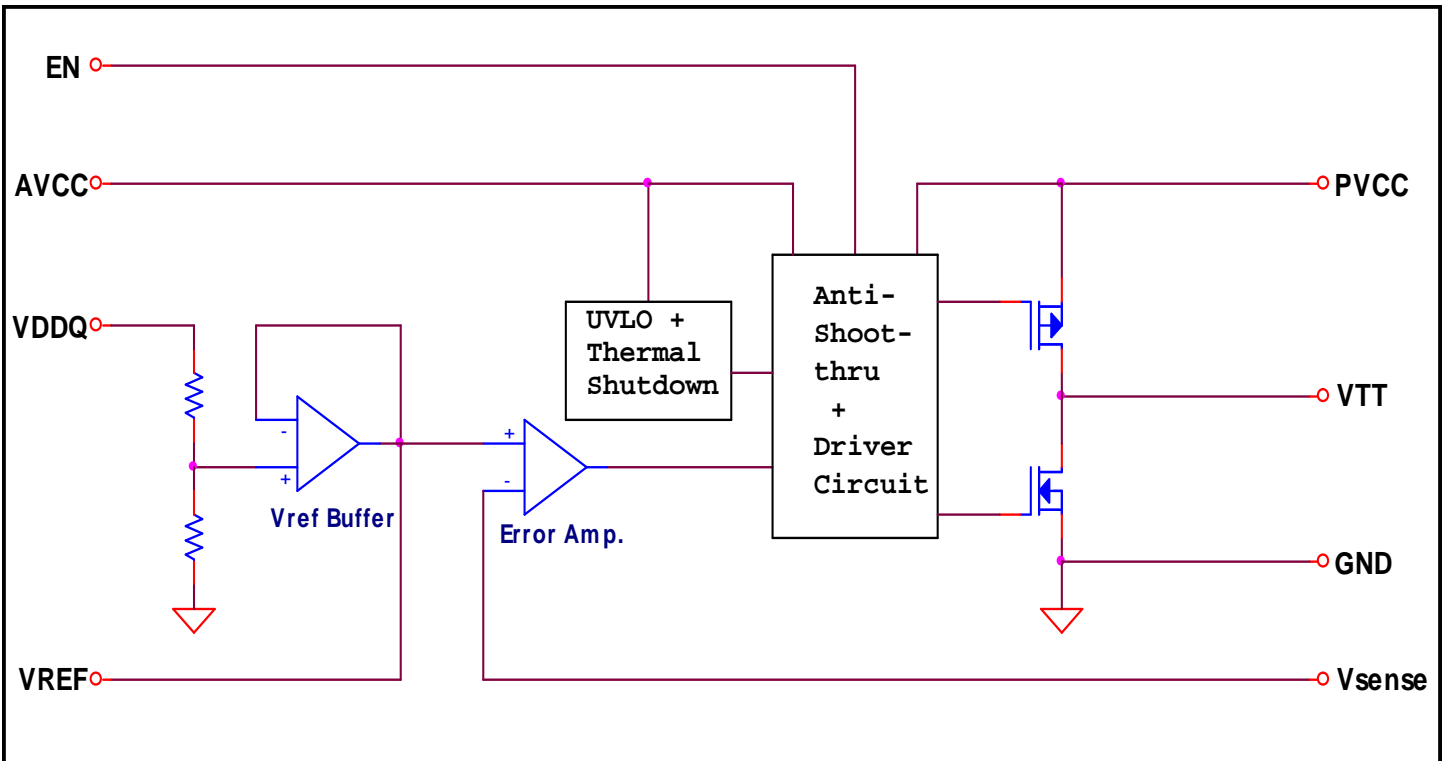 EN
AVCC
PVCC
Anti-
Shoot-
thru
+
Driver
Circuit
UVLO +
Thermal
Shutdown
VDDQ
VTT
-
+
Vref Buffer
+
-
Error Amp.
GND
VREF
Vsense